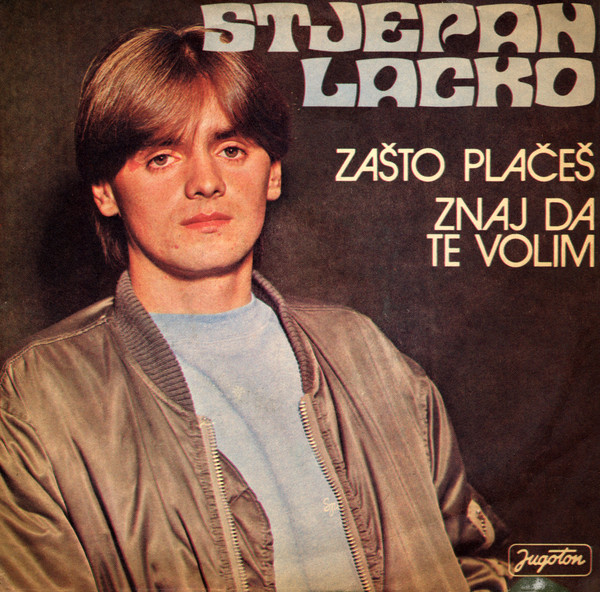 STJEPAN
LACKO
ZAŠTO PLAČEŠ
ZNAJ DA
TE VOLIM
Jugoton